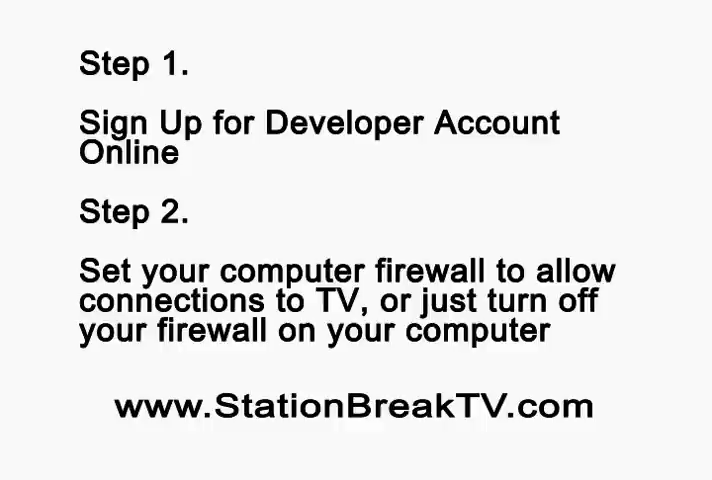 Step 1.
Sign Up for Developer Account
Online
Step 2.
Set your computer firewall to allow
connections to TV, or just turn off
your firewall on your computer
www.StationBreakTV.com